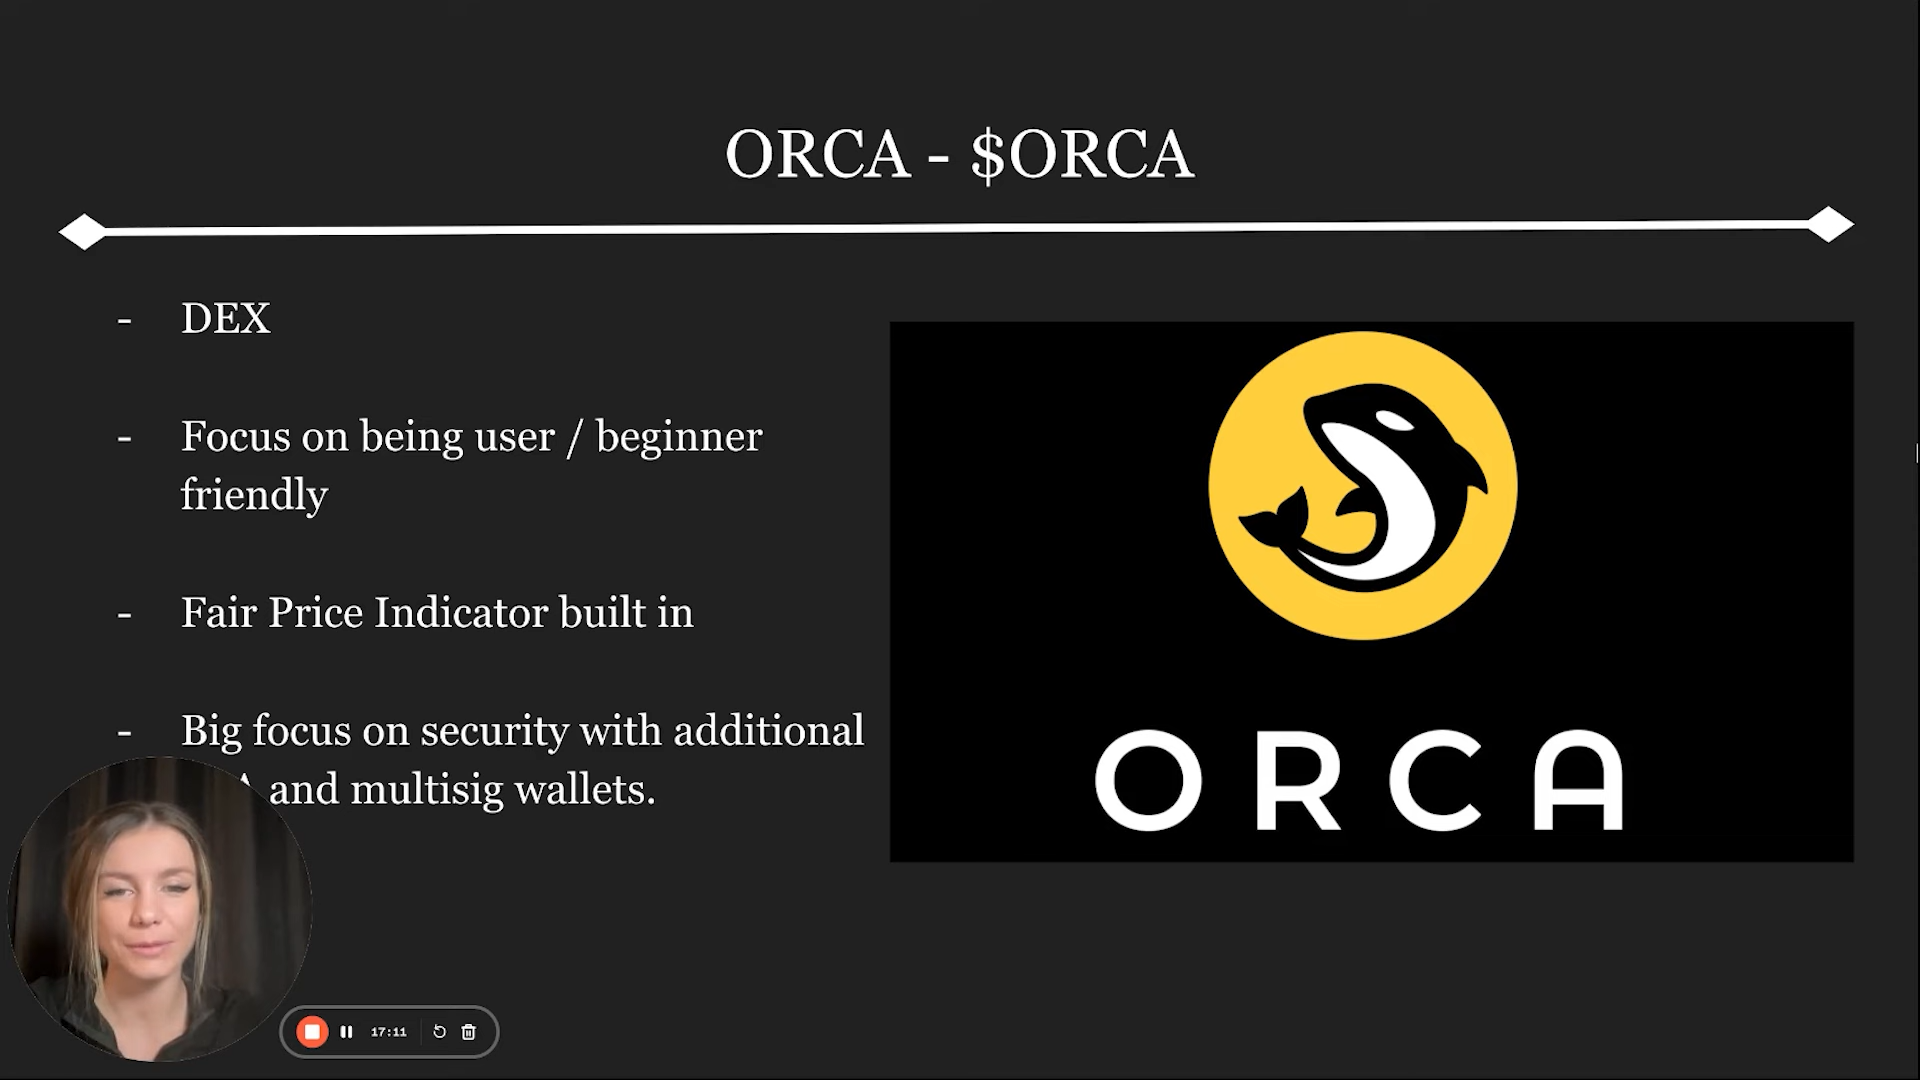 ORCA - $ORCA
- DEX
- Focus on being user / beginner
friendly
- Fair Price Indicator built in
- Big focus on security with additional
and multisig wallets.
ORCA
17:11